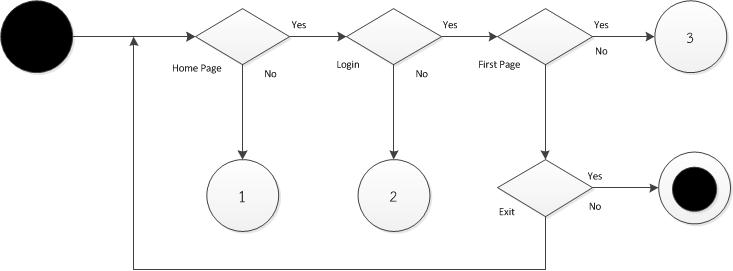 Yes
Yes
Yes
Home Page
No
Login
No
First Page
No
3
1
2
Exit
Yes
No